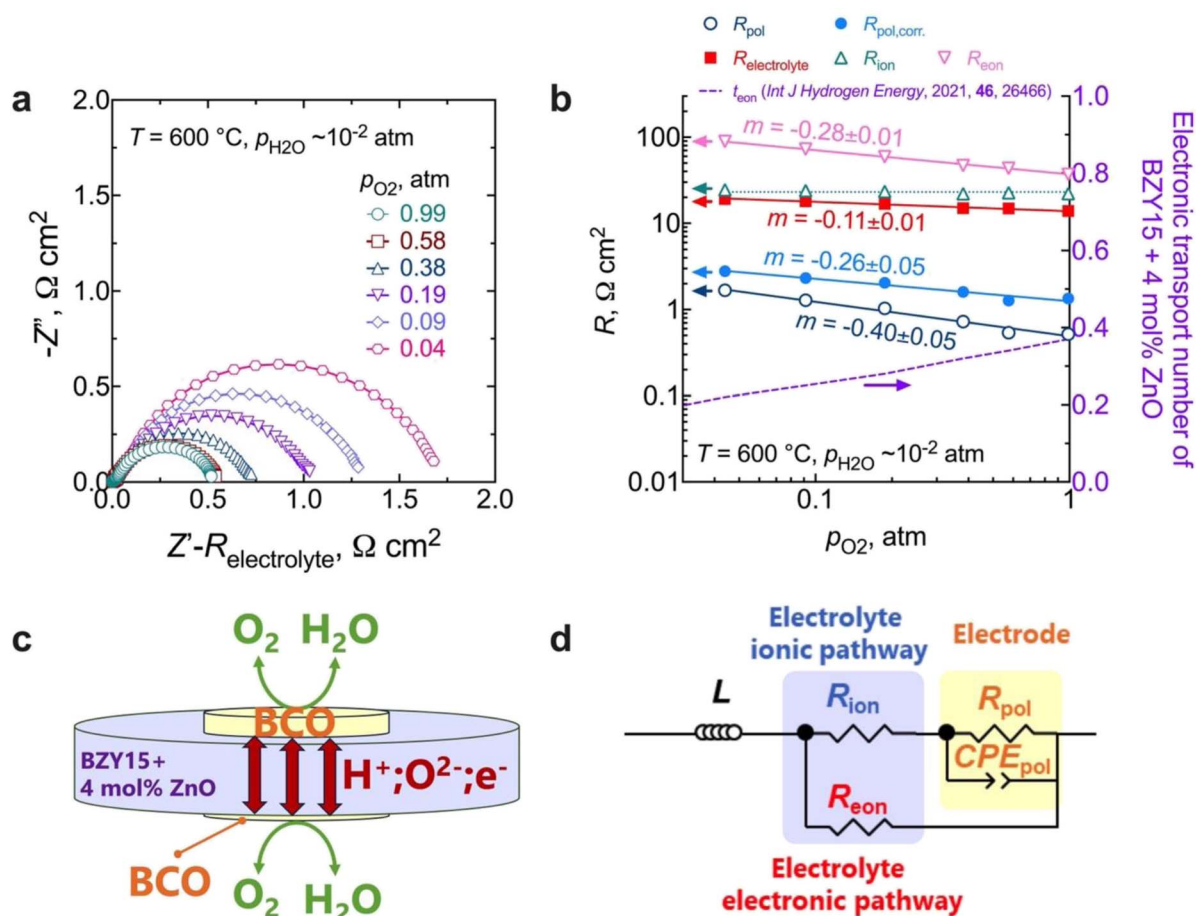 a
2.0
1.5
1.0
0.5
0.0
-Z″, Ω cm²
T = 600 °C, pH2O ~10⁻² atm
pO2, atm
0.99
0.58
0.38
0.19
0.09
0.04
0.0 0.5 1.0 1.5 2.0
Z'-Relectrolyte, Ω cm²
b
Rpol Rpol,corr.
Relectrolyte Rion Reon
teon (Int J Hydrogen Energy, 2021, 46, 26466)
100
10
1
0.1
0.01
R, Ω cm²
m = -0.28±0.01
m = -0.11±0.01
m = -0.26±0.05
m = -0.40±0.05
T = 600 °C, pH2O ~10⁻² atm
0.1 1
pO2, atm
1.0
0.8
0.6
0.4
0.2
0.0
Electronic transport number of
BZY15 + 4 mol% ZnO
c
O₂ H₂O
BCO
BZY15+
4 mol% ZnO
H⁺;O²⁻;e⁻
BCO
O₂ H₂O
d
Electrolyte
ionic pathway
Electrode
L
Rion
Rpol
CPEpol
Reon
Electrolyte
electronic pathway